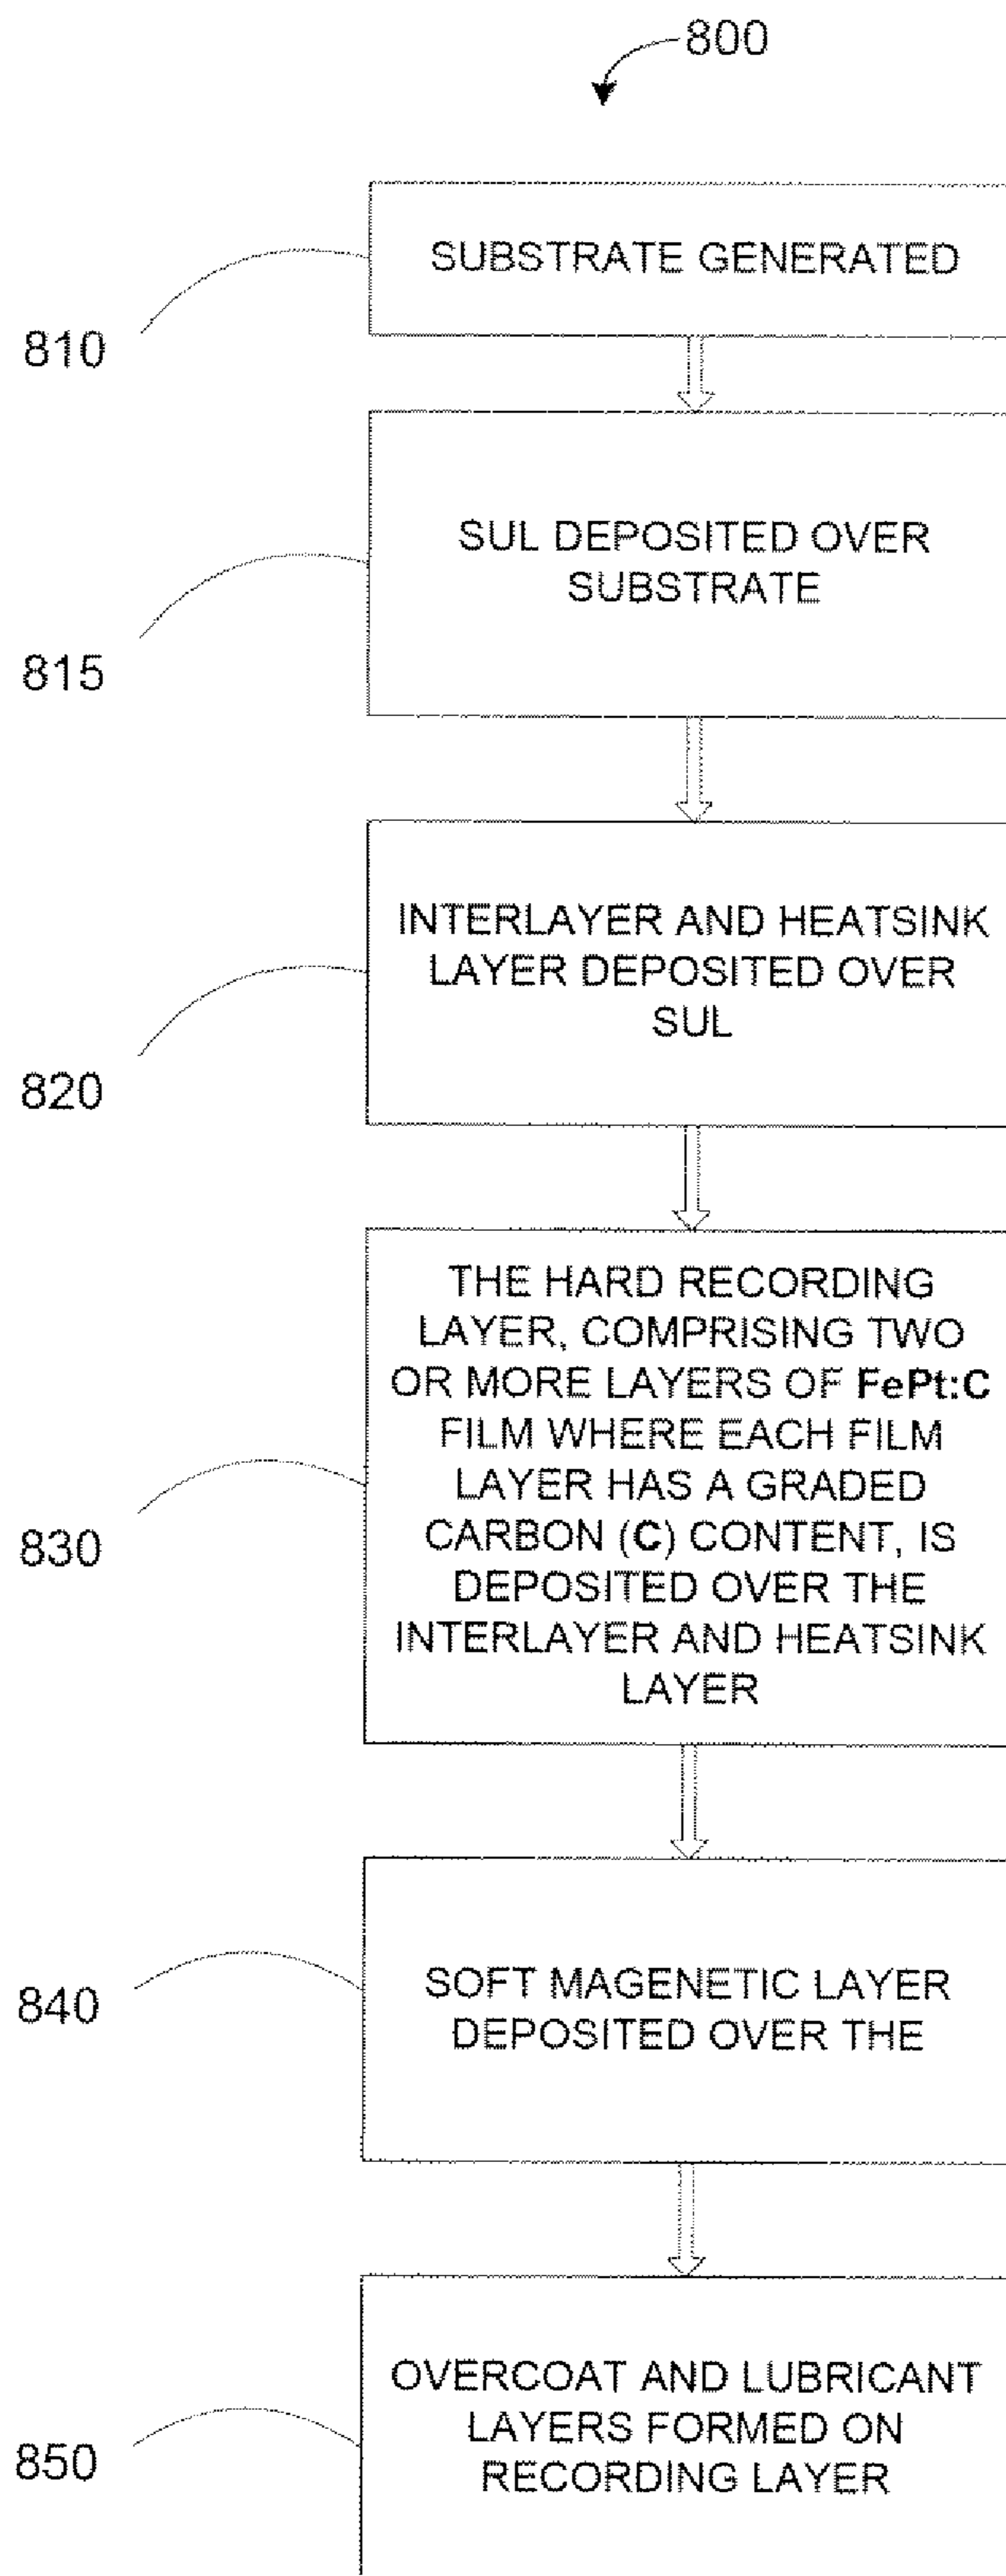 800
SUBSTRATE GENERATED
810
SUL DEPOSITED OVER
SUBSTRATE
815
INTERLAYER AND HEATSINK
LAYER DEPOSITED OVER
SUL
820
THE HARD RECORDING
LAYER, COMPRISING TWO
OR MORE LAYERS OF FePt:C
FILM WHERE EACH FILM
LAYER HAS A GRADED
CARBON (C) CONTENT, IS
DEPOSITED OVER THE
INTERLAYER AND HEATSINK
LAYER
830
SOFT MAGENETIC LAYER
DEPOSITED OVER THE
840
OVERCOAT AND LUBRICANT
LAYERS FORMED ON
RECORDING LAYER
850